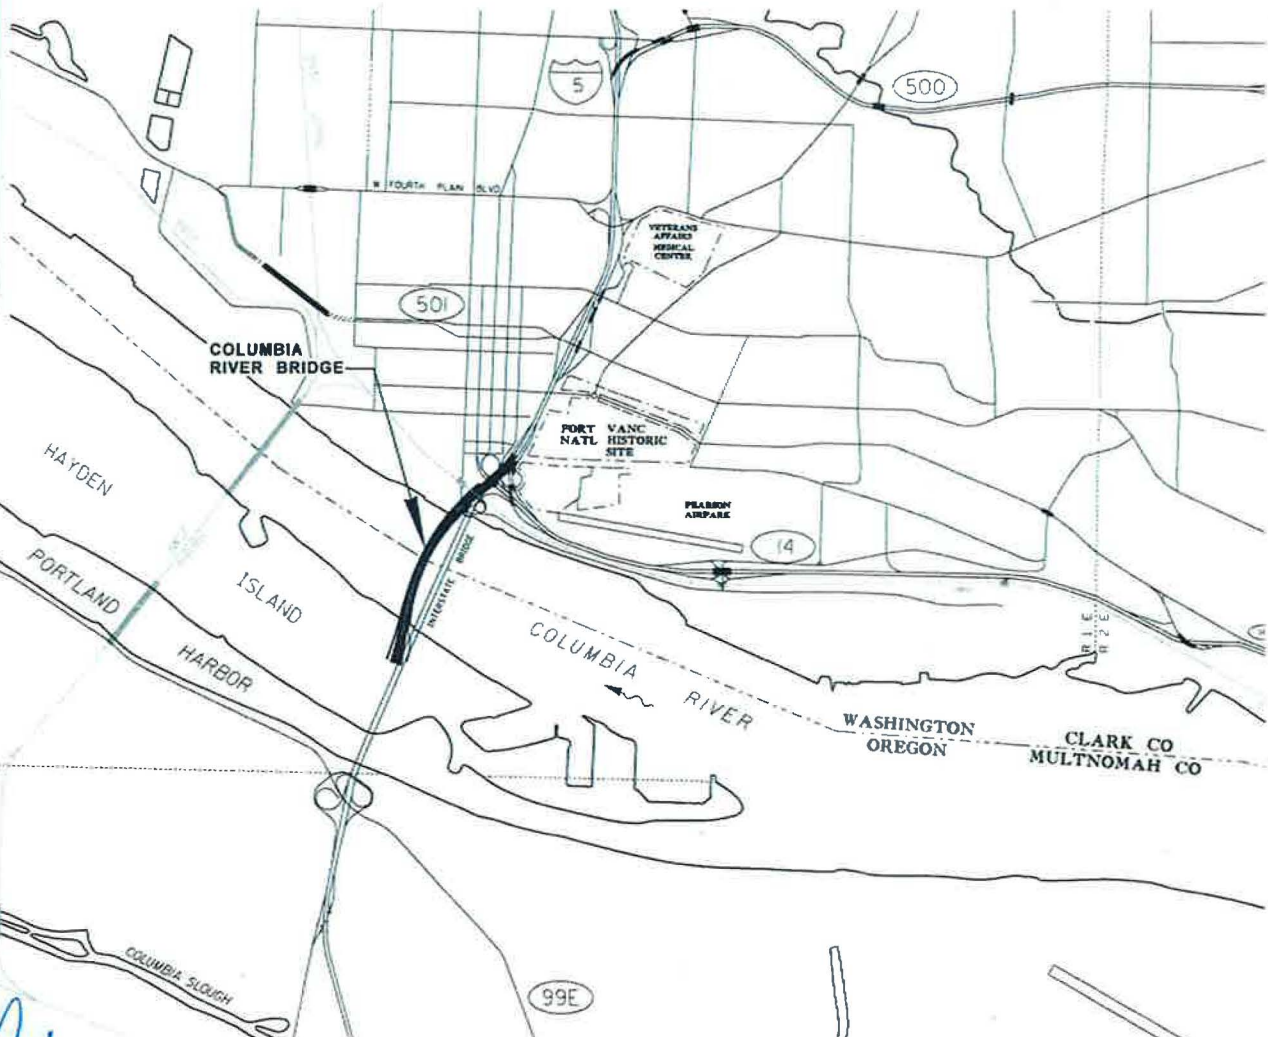 5
500
W FOURTH PLAIN BLVD
VETERANS
AFFAIRS
MEDICAL
CENTER
501
COLUMBIA
RIVER BRIDGE
FORT VANC
NATL HISTORIC
SITE
HAYDEN
PEARSON
AIRPARK
14
INTERSTATE BRIDGE
PORTLAND
ISLAND
R1E
R2E
COLUMBIA
HARBOR
RIVER
WASHINGTON
OREGON
CLARK CO
MULTNOMAH CO
COLUMBIA SLOUGH
99E